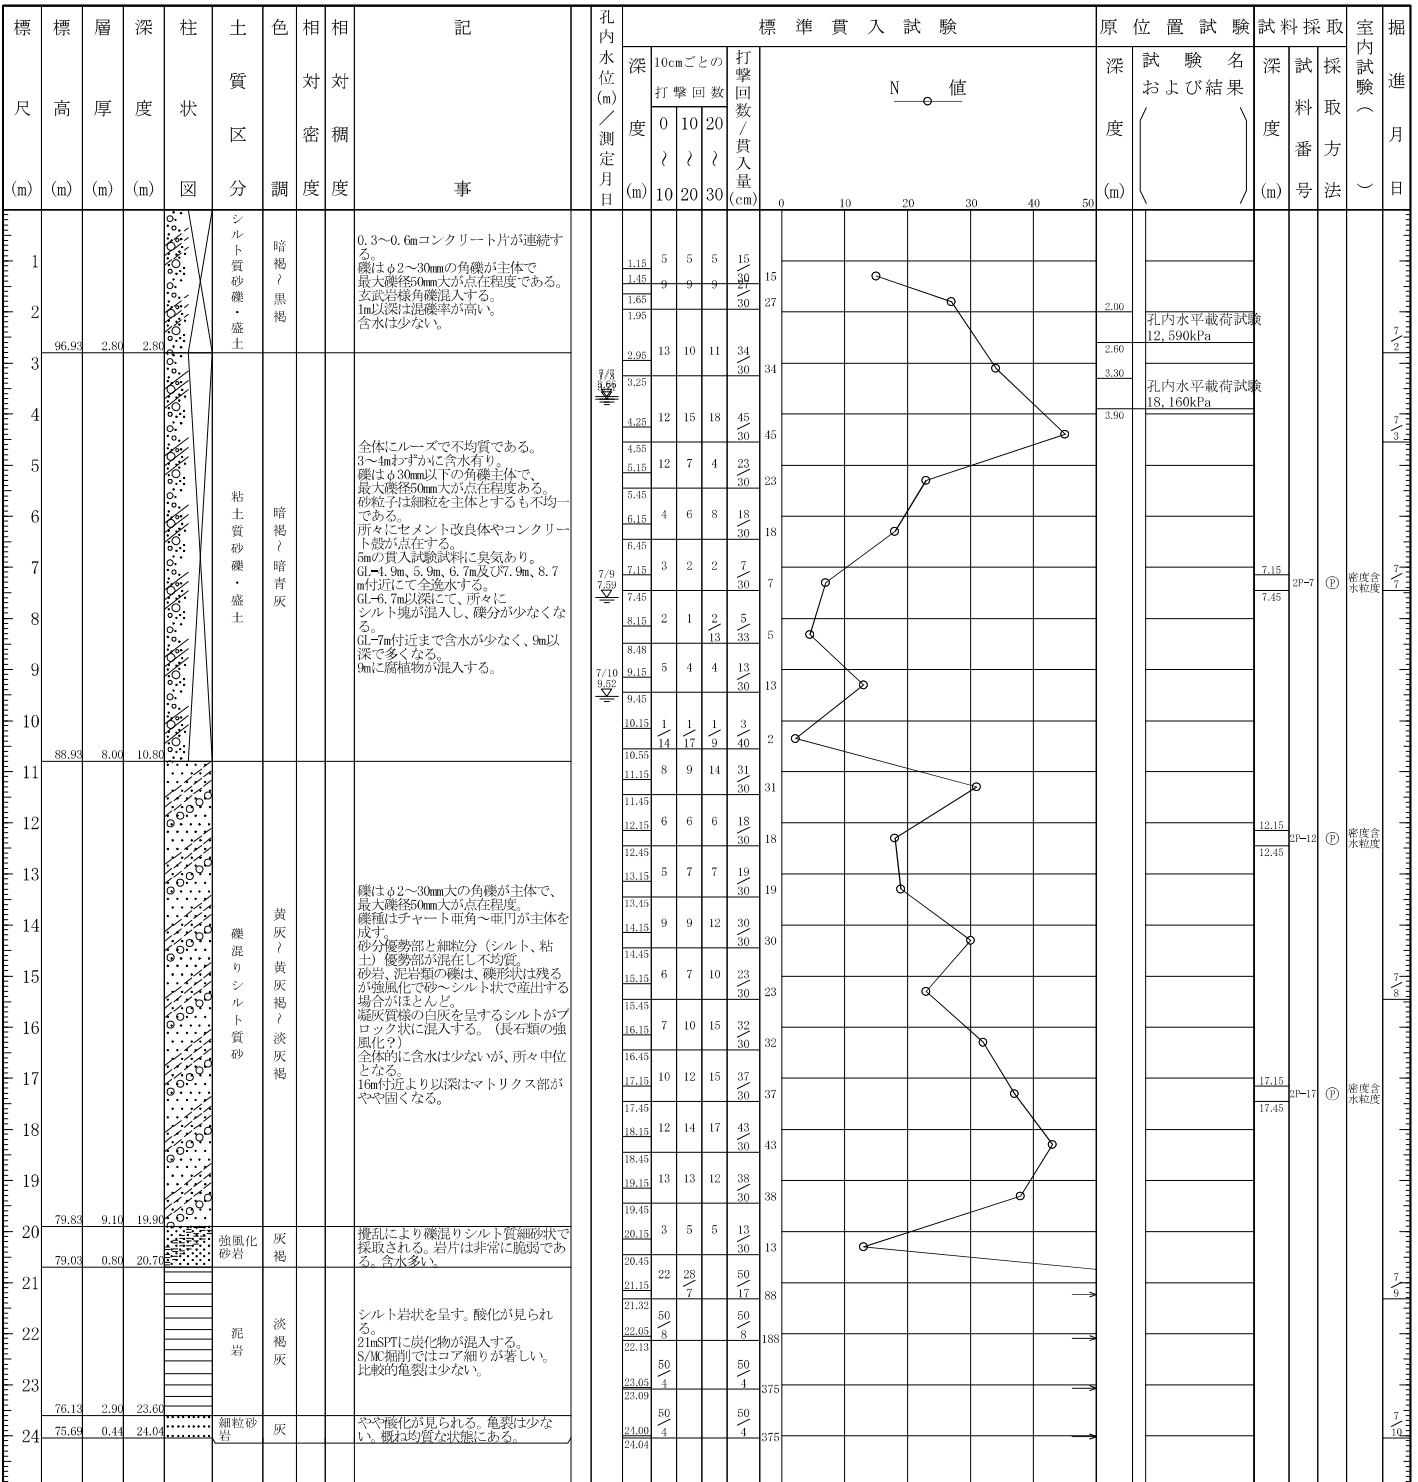 標尺(m)
標高(m)
層厚(m)
深度(m)
柱状図
土質区分
色調
相対密度
相対稠度
記事
孔内水位(m)／測定月日
標準貫入試験
深度(m)
10cmごとの
打撃回数
0～10
10～20
20～30
打撃回数/貫入量(cm)
N 値
0 10 20 30 40 50
原位置試験
深度(m)
試験名
および結果
試料採取
深度(m)
試料番号
採取方法
室内試験( )
掘進月日
1
2
3
4
5
6
7
8
9
10
11
12
13
14
15
16
17
18
19
20
21
22
23
24
96.93 2.80 2.80
シルト質砂礫・盛土
暗褐～黒褐
0.3～0.6mコンクリート片が連続す
る。
礫はφ2～30mmの角礫が主体で
最大礫径50mm大が点在程度である。
玄武岩様角礫混入する。
1m以深は混礫率が高い。
含水は少ない。
88.93 8.00 10.80
粘土質砂礫・盛土
暗褐～暗青灰
全体にルーズで不均質である。
3～4mわずかに含水有り。
礫はφ30mm以下の角礫主体で、
最大礫径50mm大が点在程度ある。
砂粒子は細粒を主体とするも不均一
である。
所々にセメント改良体やコンクリー
ト殻が点在する。
5mの貫入試験試料に臭気あり。
GL-4.9m、5.9m、6.7m及び7.9m、8.7
m付近にて全逸水する。
GL-6.7m以深にて、所々に
シルト塊が混入し、礫分が少なくな
る。
GL-7m付近まで含水が少なく、9m以
深で多くなる。
9mに腐植物が混入する。
79.83 9.10 19.90
礫混りシルト質砂
黄灰～黄灰褐～淡灰褐
礫はφ2～30mm大の角礫が主体で、
最大礫径50mm大が点在程度。
礫種はチャート亜角～亜円が主体を
成す。
砂分優勢部と細粒分（シルト、粘
土）優勢部が混在し不均質。
砂岩、泥岩類の礫は、礫形状は残る
が強風化で砂～シルト状で産出する
場合がほとんど。
凝灰質様の白灰を呈するシルトがブ
ロック状に混入する。（長石類の強
風化？）
全体的に含水は少ないが、所々中位
となる。
16m付近より以深はマトリクス部が
やや固くなる。
79.03 0.80 20.70
強風化
砂岩
灰褐
攪乱により礫混りシルト質細砂状で
採取される。岩片は非常に脆弱であ
る。含水多い。
76.13 2.90 23.60
泥岩
淡褐灰
シルト岩状を呈す。酸化が見られ
る。
21mSPTに炭化物が混入する。
S/MC掘削ではコア細りが著しい。
比較的亀裂は少ない。
75.69 0.44 24.04
細粒砂
岩
灰
やや酸化が見られる。亀裂は少な
い。概ね均質な状態にある。
7/9
7.59
7/10
9.52
1.15 5 5 5 15/30 15
1.45
9 9 9 27/30 27
1.65
1.95
2.95 13 10 11 34/30 34
3.25
4.25 12 15 18 45/30 45
4.55
5.15 12 7 4 23/30 23
5.45
6.15 4 6 8 18/30 18
6.45
7.15 3 2 2 7/30 7
7.45
8.15 2 1 2/13 5/33 5
8.48
9.15 5 4 4 13/30 13
9.45
10.15 1/14 1/17 1/9 3/40 2
10.55
11.15 8 9 14 31/30 31
11.45
12.15 6 6 6 18/30 18
12.45
13.15 5 7 7 19/30 19
13.45
14.15 9 9 12 30/30 30
14.45
15.15 6 7 10 23/30 23
15.45
16.15 7 10 15 32/30 32
16.45
17.15 10 12 15 37/30 37
17.45
18.15 12 14 17 43/30 43
18.45
19.15 13 13 12 38/30 38
19.45
20.15 3 5 5 13/30 13
20.45
21.15 22 28/7 50/17 88
21.32
22.05 50/8 50/8 188
22.13
23.05 50/4 50/4 375
23.09
24.00 50/4 50/4 375
24.04
2.00
孔内水平載荷試験
12,590kPa
2.60
3.30
孔内水平載荷試験
18,160kPa
3.90
7.15
7.45
2P-7 Ⓟ
密度含
水粒度
12.15
12.45
2P-12 Ⓟ
密度含
水粒度
17.15
17.45
2P-17 Ⓟ
密度含
水粒度
7/2
7/3
7/7
7/8
7/9
7/10